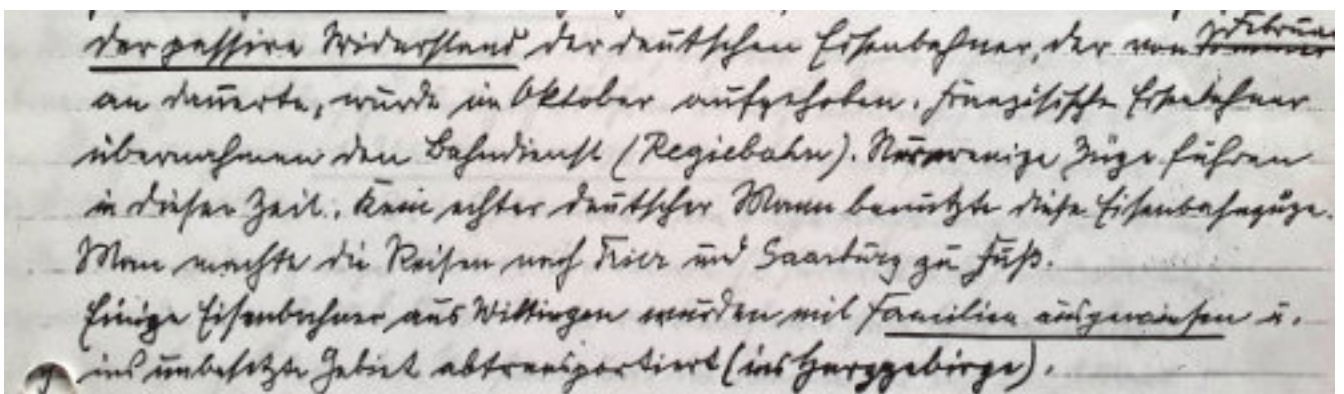 der passive Widerstand der deutschen Eisenbahner, der von Februar
an dauerte, wurde im Oktober aufgehoben. Französische Eisenbahner
übernahmen den Bahndienst (Regiebahn). Nur wenige Züge fuhren
in dieser Zeit. Kein echter deutscher Mann benutzte diese Eisenbahnzüge.
Man machte die Reisen nach Trier und Saarburg zu Fuß.
Einige Eisenbahner aus Wiltingen wurden mit Familien ausgewiesen u.
ins unbesetzte Gebiet abtransportiert (ins Harzgebirge).